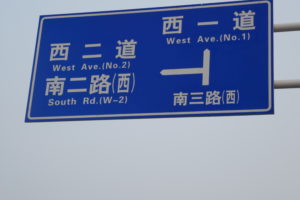 西一道
West Ave.(No.1)
西二道
West Ave.(No.2)
南二路(西)
South Rd.(W-2)
南三路(西)